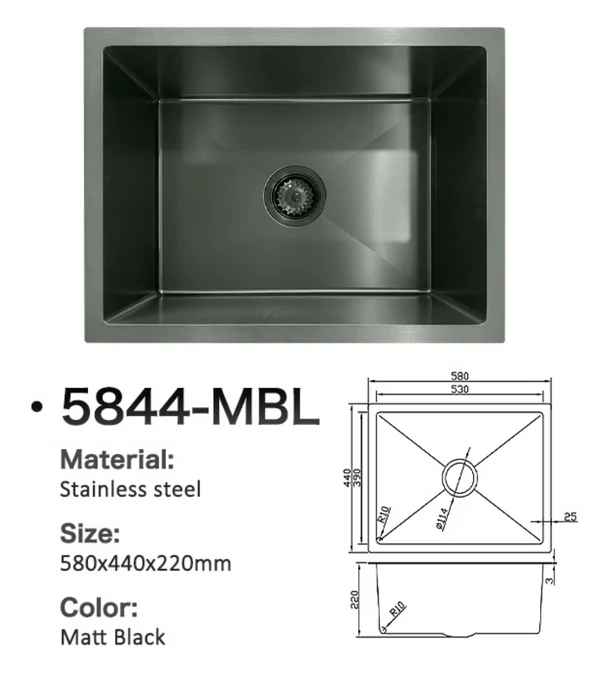 • 5844-MBL
Material:
Stainless steel
Size:
580x440x220mm
Color:
Matt Black
580
530
440
390
R10
ø114
25
3
220
R10